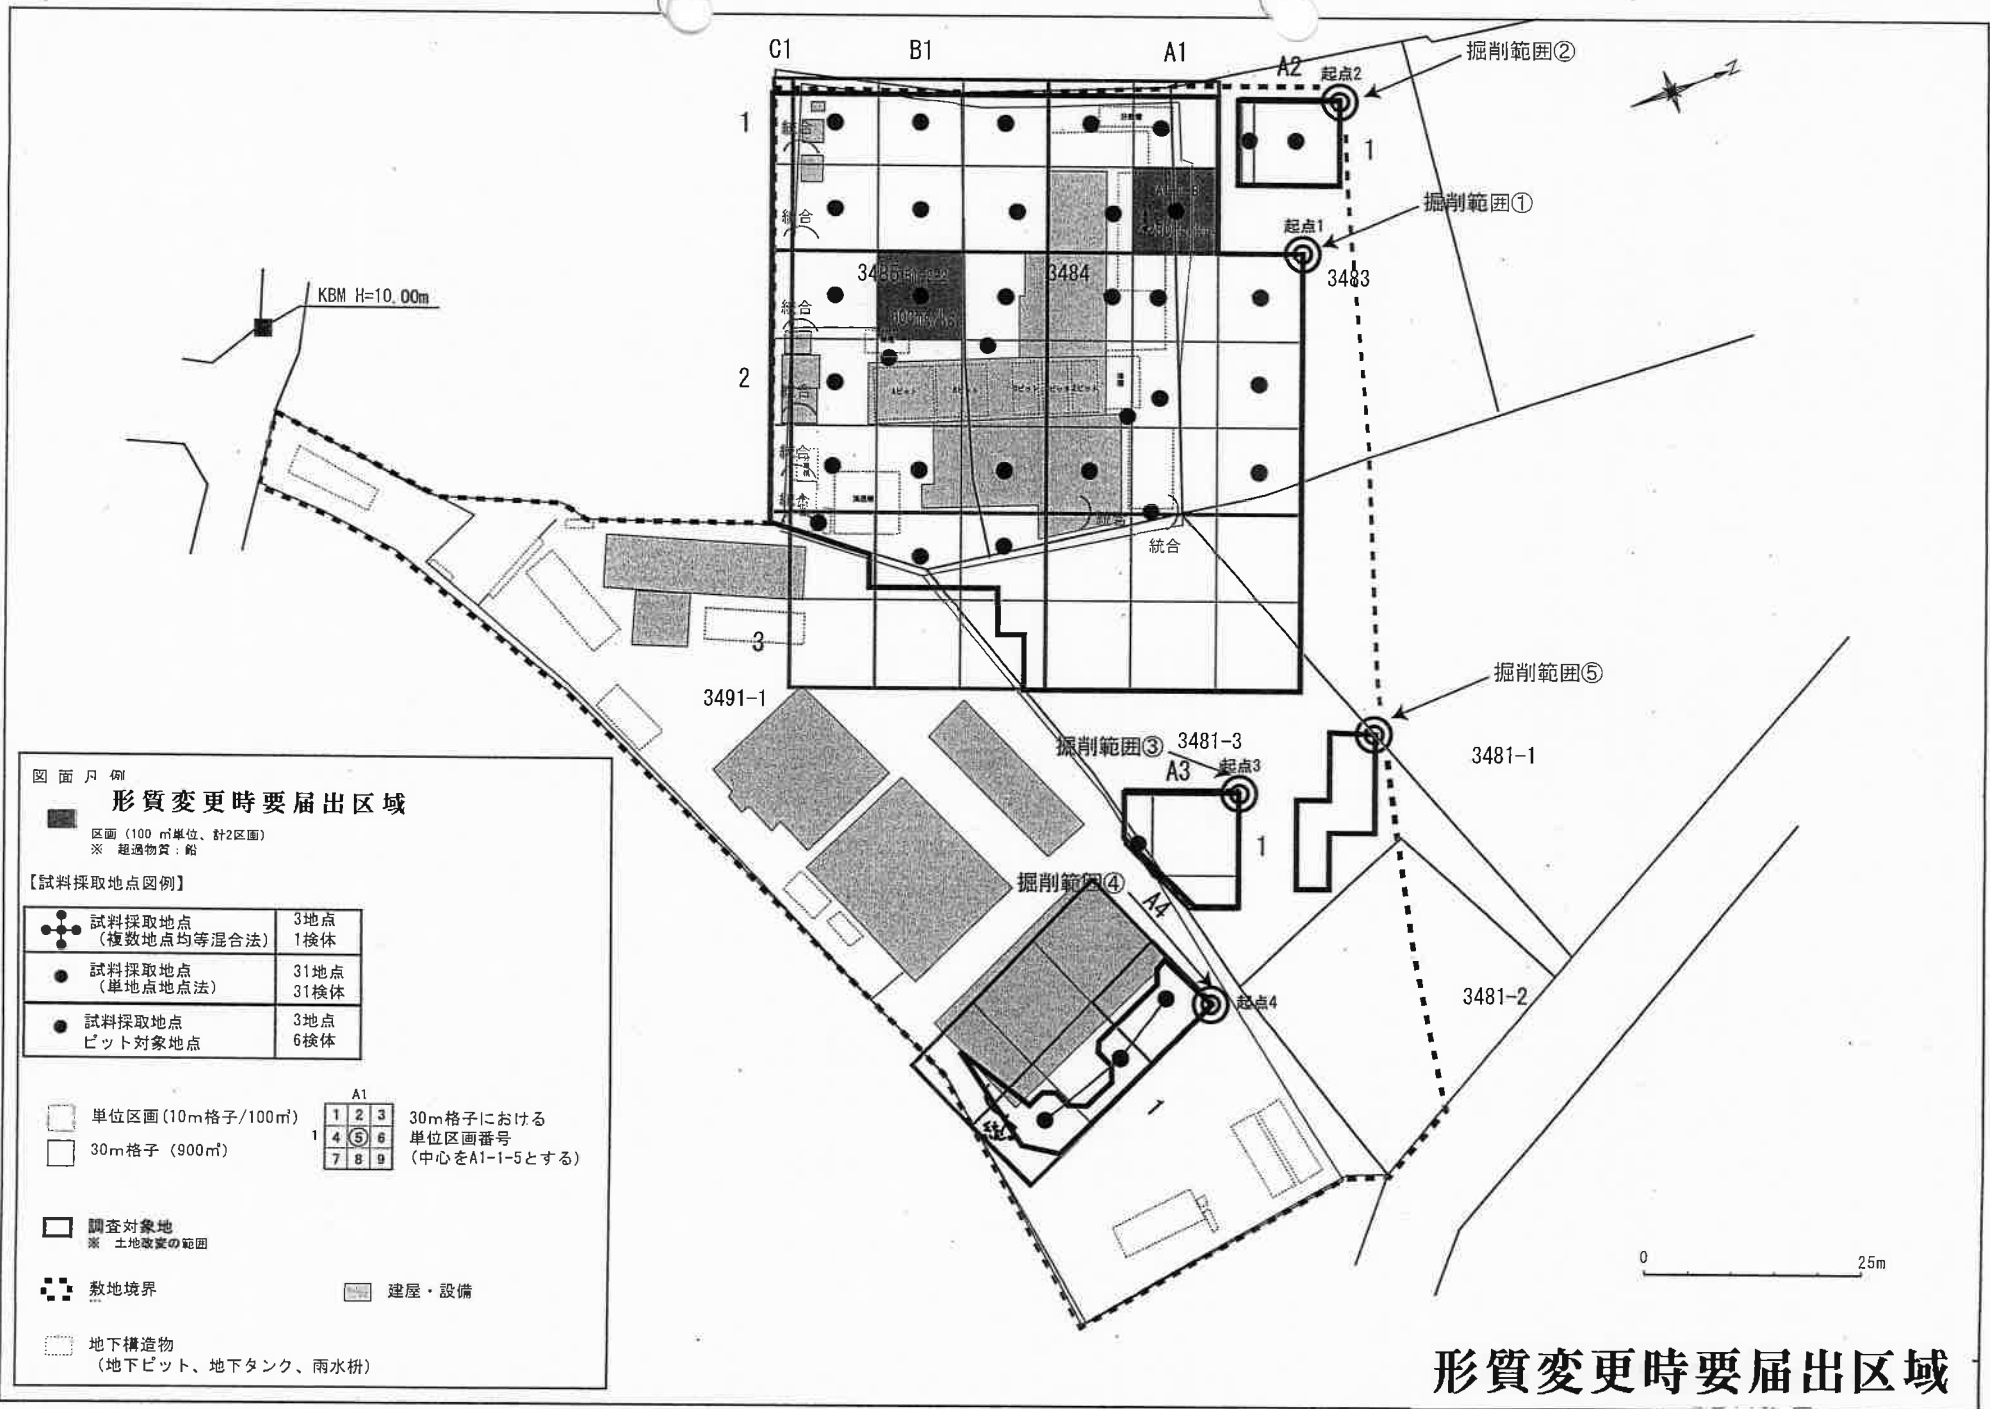 C1
B1
A1
A2
起点2
掘削範囲②
N
1
1
統合
掘削範囲①
統合
起点1
3484
3483
KBM H=10.00m
統合
2
統合
統合
統合
統合
統合
3
3491-1
掘削範囲⑤
掘削範囲③
3481-3
A3
起点3
3481-1
1
掘削範囲④
A4
起点4
3481-2
1
図面凡例
形質変更時要届出区域
区画（100 ㎡単位、計2区画）
※ 超過物質：鉛
【試料採取地点図例】
試料採取地点
（複数地点均等混合法）
3地点
1検体
試料採取地点
（単地点地点法）
31地点
31検体
試料採取地点
ピット対象地点
3地点
6検体
単位区画(10m格子/100㎡)
30m格子（900㎡）
A1
1
1 2 3
4 ⑤ 6
7 8 9
30m格子における
単位区画番号
（中心をA1-1-5とする）
調査対象地
※ 土地改変の範囲
敷地境界
建屋・設備
地下構造物
（地下ピット、地下タンク、雨水枡）
0
25m
形質変更時要届出区域